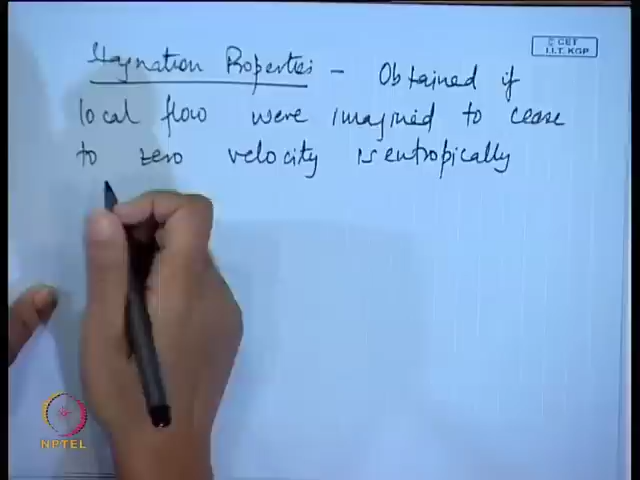 © CET
I.I.T. KGP
Stagnation Properties - Obtained if
local flow were imagined to cease
to zero velocity isentropically
NPTEL